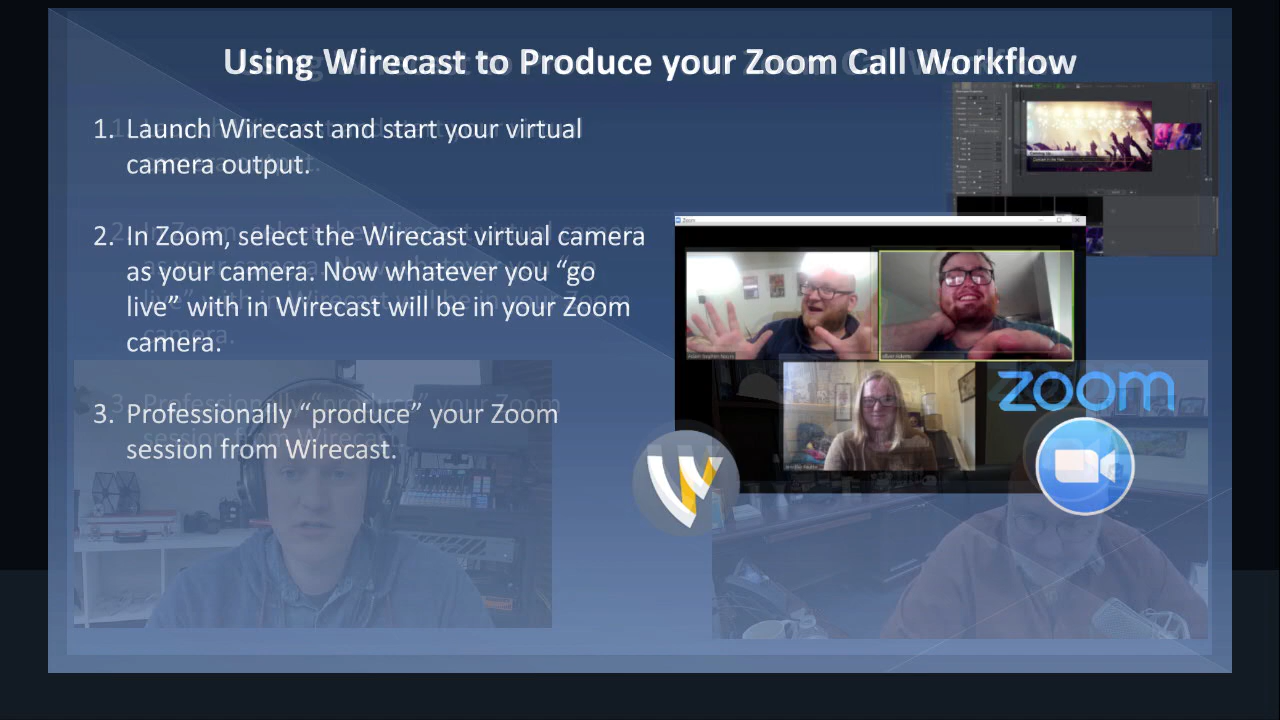 Using Wirecast to Produce your Zoom Call Workflow
1. Launch Wirecast and start your virtual
camera output.
2. In Zoom, select the Wirecast virtual camera
as your camera. Now whatever you “go
live” with in Wirecast will be in your Zoom
camera.
3. Professionally “produce” your Zoom
session from Wirecast.
Zoom
zoom